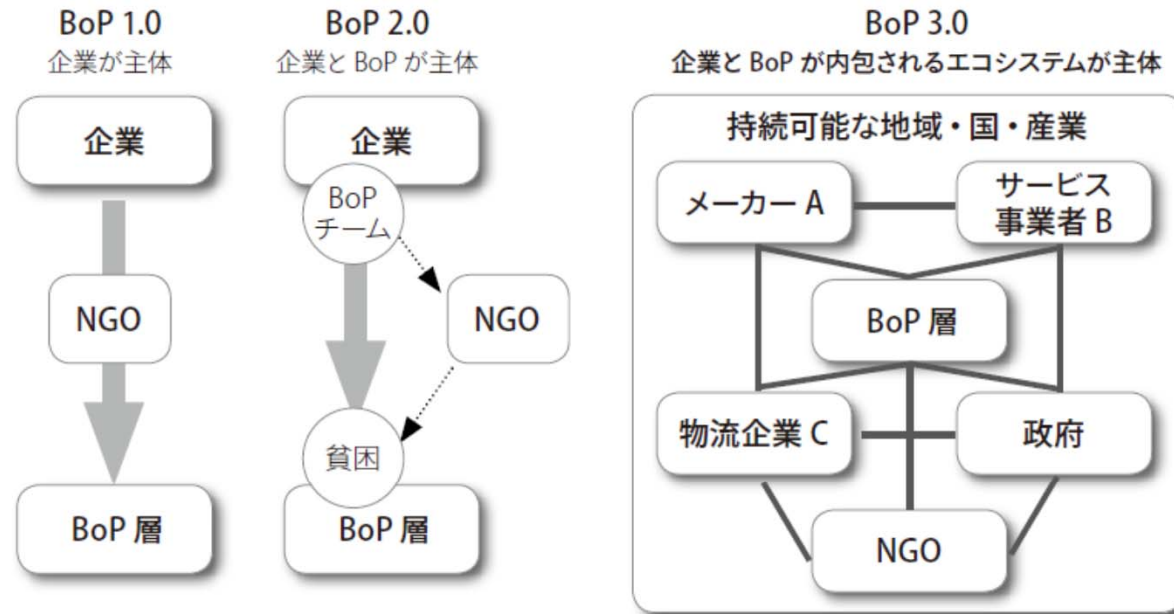 BoP 1.0
企業が主体
企業
NGO
BoP 層
BoP 2.0
企業と BoP が主体
企業
BoP
チーム
NGO
貧困
BoP 層
BoP 3.0
企業と BoP が内包されるエコシステムが主体
持続可能な地域・国・産業
メーカー A
サービス
事業者 B
BoP 層
物流企業 C
政府
NGO